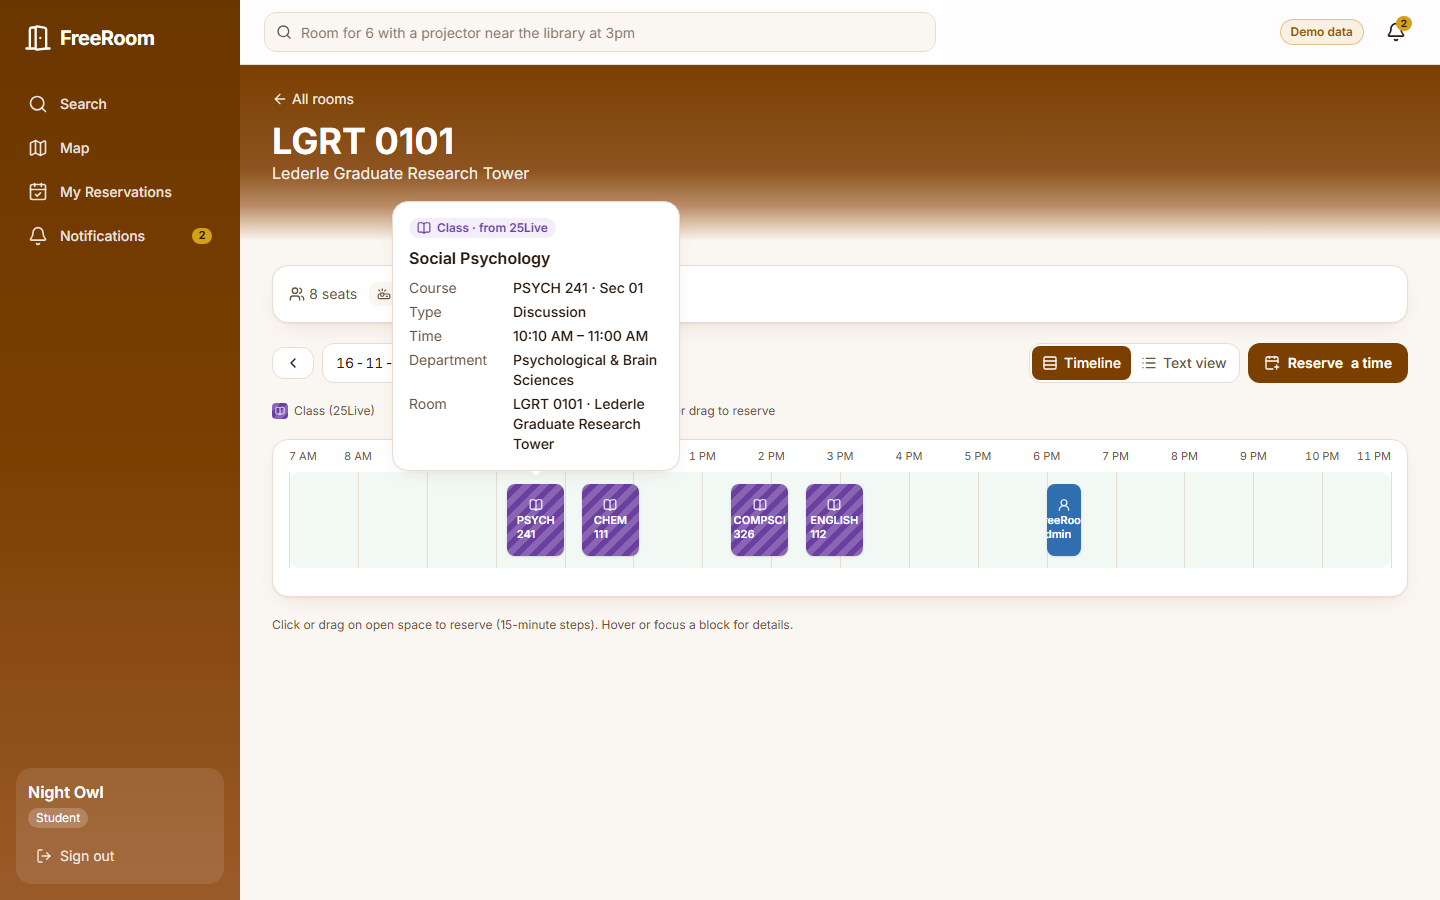 FreeRoom
Search
Map
My Reservations
Notifications 2
Night Owl
Student
Sign out
Room for 6 with a projector near the library at 3pm
Demo data
2
All rooms
LGRT 0101
Lederle Graduate Research Tower
Class · from 25Live
Social Psychology
Course PSYCH 241 · Sec 01
Type Discussion
Time 10:10 AM – 11:00 AM
Department Psychological & Brain
Sciences
Room LGRT 0101 · Lederle
Graduate Research
Tower
8 seats
16-11-
Timeline
Text view
Reserve a time
Class (25Live)
r drag to reserve
7 AM 8 AM 1 PM 2 PM 3 PM 4 PM 5 PM 6 PM 7 PM 8 PM 9 PM 10 PM 11 PM
PSYCH
241
CHEM
111
COMPSCI
326
ENGLISH
112
reeRoo
dmin
Click or drag on open space to reserve (15-minute steps). Hover or focus a block for details.